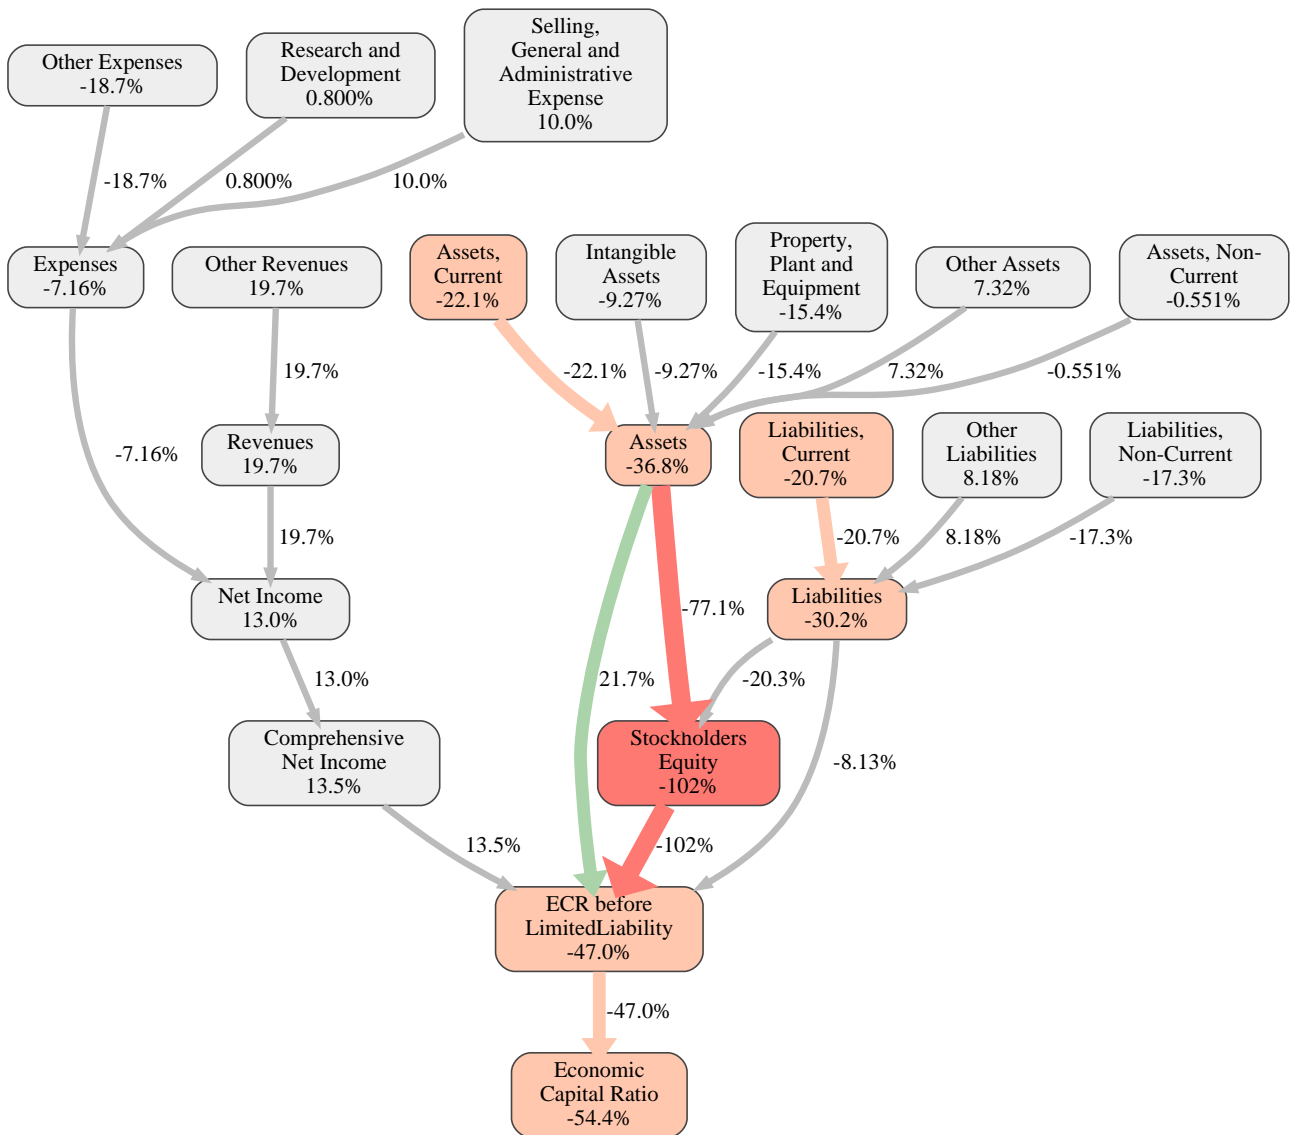 Other Expenses
-18.7%
Research and
Development
0.800%
Selling,
General and
Administrative
Expense
10.0%
-18.7%
0.800%
10.0%
Expenses
-7.16%
Other Revenues
19.7%
Assets,
Current
-22.1%
Intangible
Assets
-9.27%
Property,
Plant and
Equipment
-15.4%
Other Assets
7.32%
Assets, Non-
Current
-0.551%
19.7%
-22.1%
-9.27%
-15.4%
7.32%
-0.551%
-7.16%
Revenues
19.7%
Assets
-36.8%
Liabilities,
Current
-20.7%
Other
Liabilities
8.18%
Liabilities,
Non-Current
-17.3%
19.7%
-20.7%
8.18%
-17.3%
Net Income
13.0%
-77.1%
Liabilities
-30.2%
13.0%
21.7%
-20.3%
Comprehensive
Net Income
13.5%
Stockholders
Equity
-102%
-8.13%
13.5%
-102%
ECR before
LimitedLiability
-47.0%
-47.0%
Economic
Capital Ratio
-54.4%